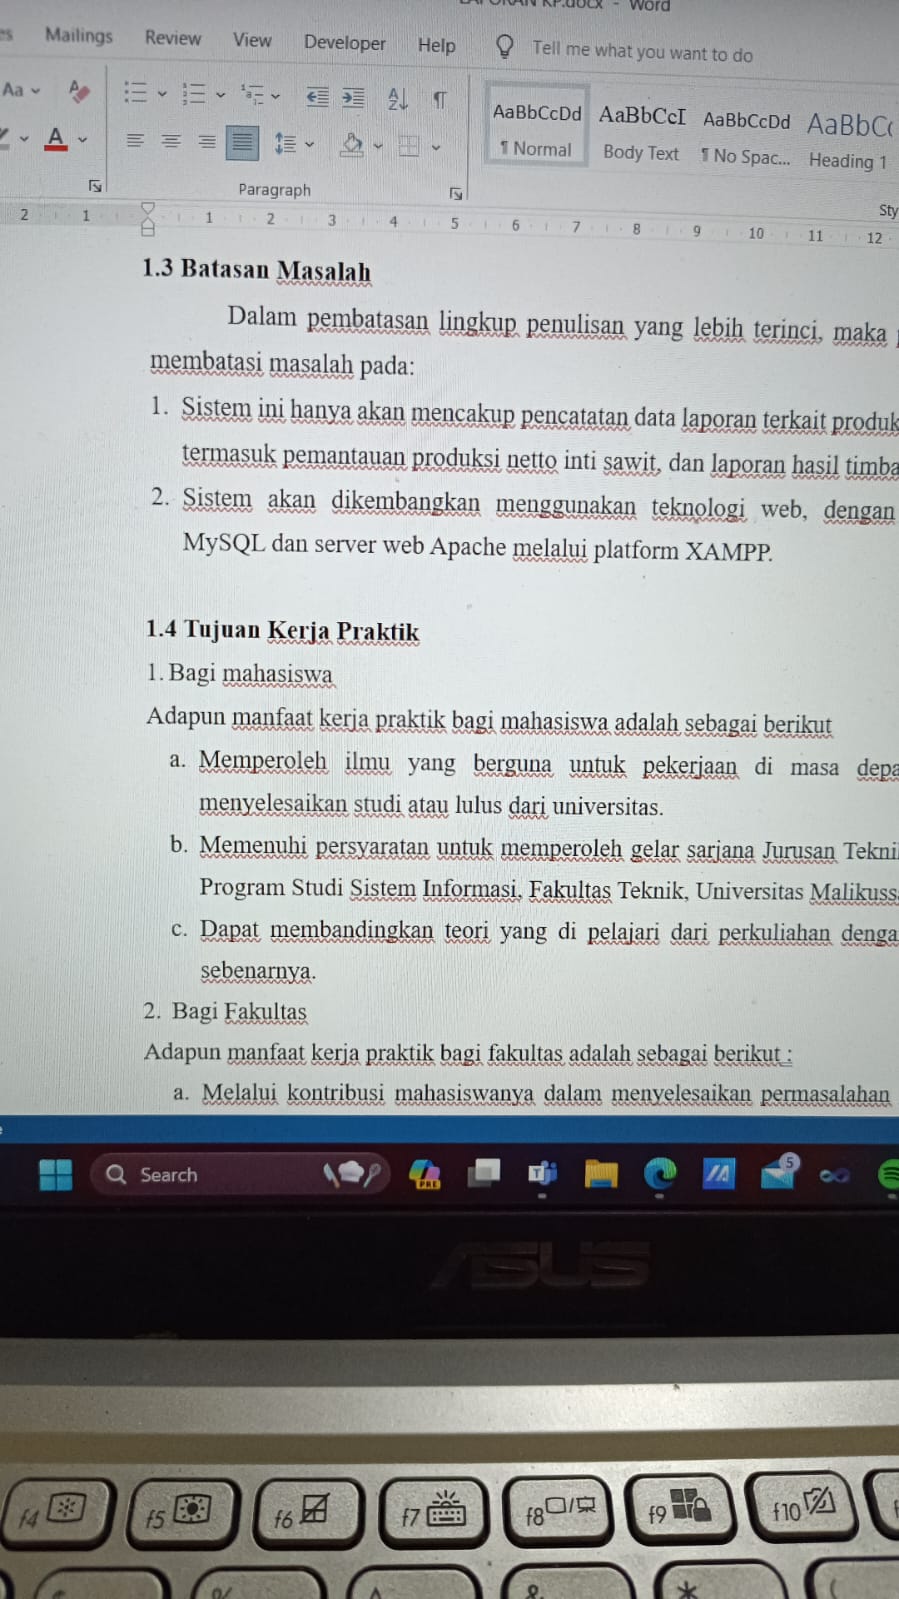 Mailings Review View Developer Help Tell me what you want to do
Aa
AaBbCcDd AaBbCcI AaBbCcDd
A
¶ Normal Body Text ¶ No Spac... Heading 1
Paragraph
2 1 1 2 3 4 5 6 7 8 9 10 11 12
1.3 Batasan Masalah
Dalam pembatasan lingkup penulisan yang lebih terinci, maka
membatasi masalah pada:
1. Sistem ini hanya akan mencakup pencatatan data laporan terkait produk
termasuk pemantauan produksi netto inti sawit, dan laporan hasil timba
2. Sistem akan dikembangkan menggunakan teknologi web, dengan
MySQL dan server web Apache melalui platform XAMPP.
1.4 Tujuan Kerja Praktik
1. Bagi mahasiswa
Adapun manfaat kerja praktik bagi mahasiswa adalah sebagai berikut
a. Memperoleh ilmu yang berguna untuk pekerjaan di masa depa
menyelesaikan studi atau lulus dari universitas.
b. Memenuhi persyaratan untuk memperoleh gelar sarjana Jurusan Tekni
Program Studi Sistem Informasi, Fakultas Teknik, Universitas Malikuss
c. Dapat membandingkan teori yang di pelajari dari perkuliahan denga
sebenarnya.
2. Bagi Fakultas
Adapun manfaat kerja praktik bagi fakultas adalah sebagai berikut :
a. Melalui kontribusi mahasiswanya dalam menyelesaikan permasalahan
Search PRE T 5
ASUS
f4 f5 f6 f7 f8 f9 f10